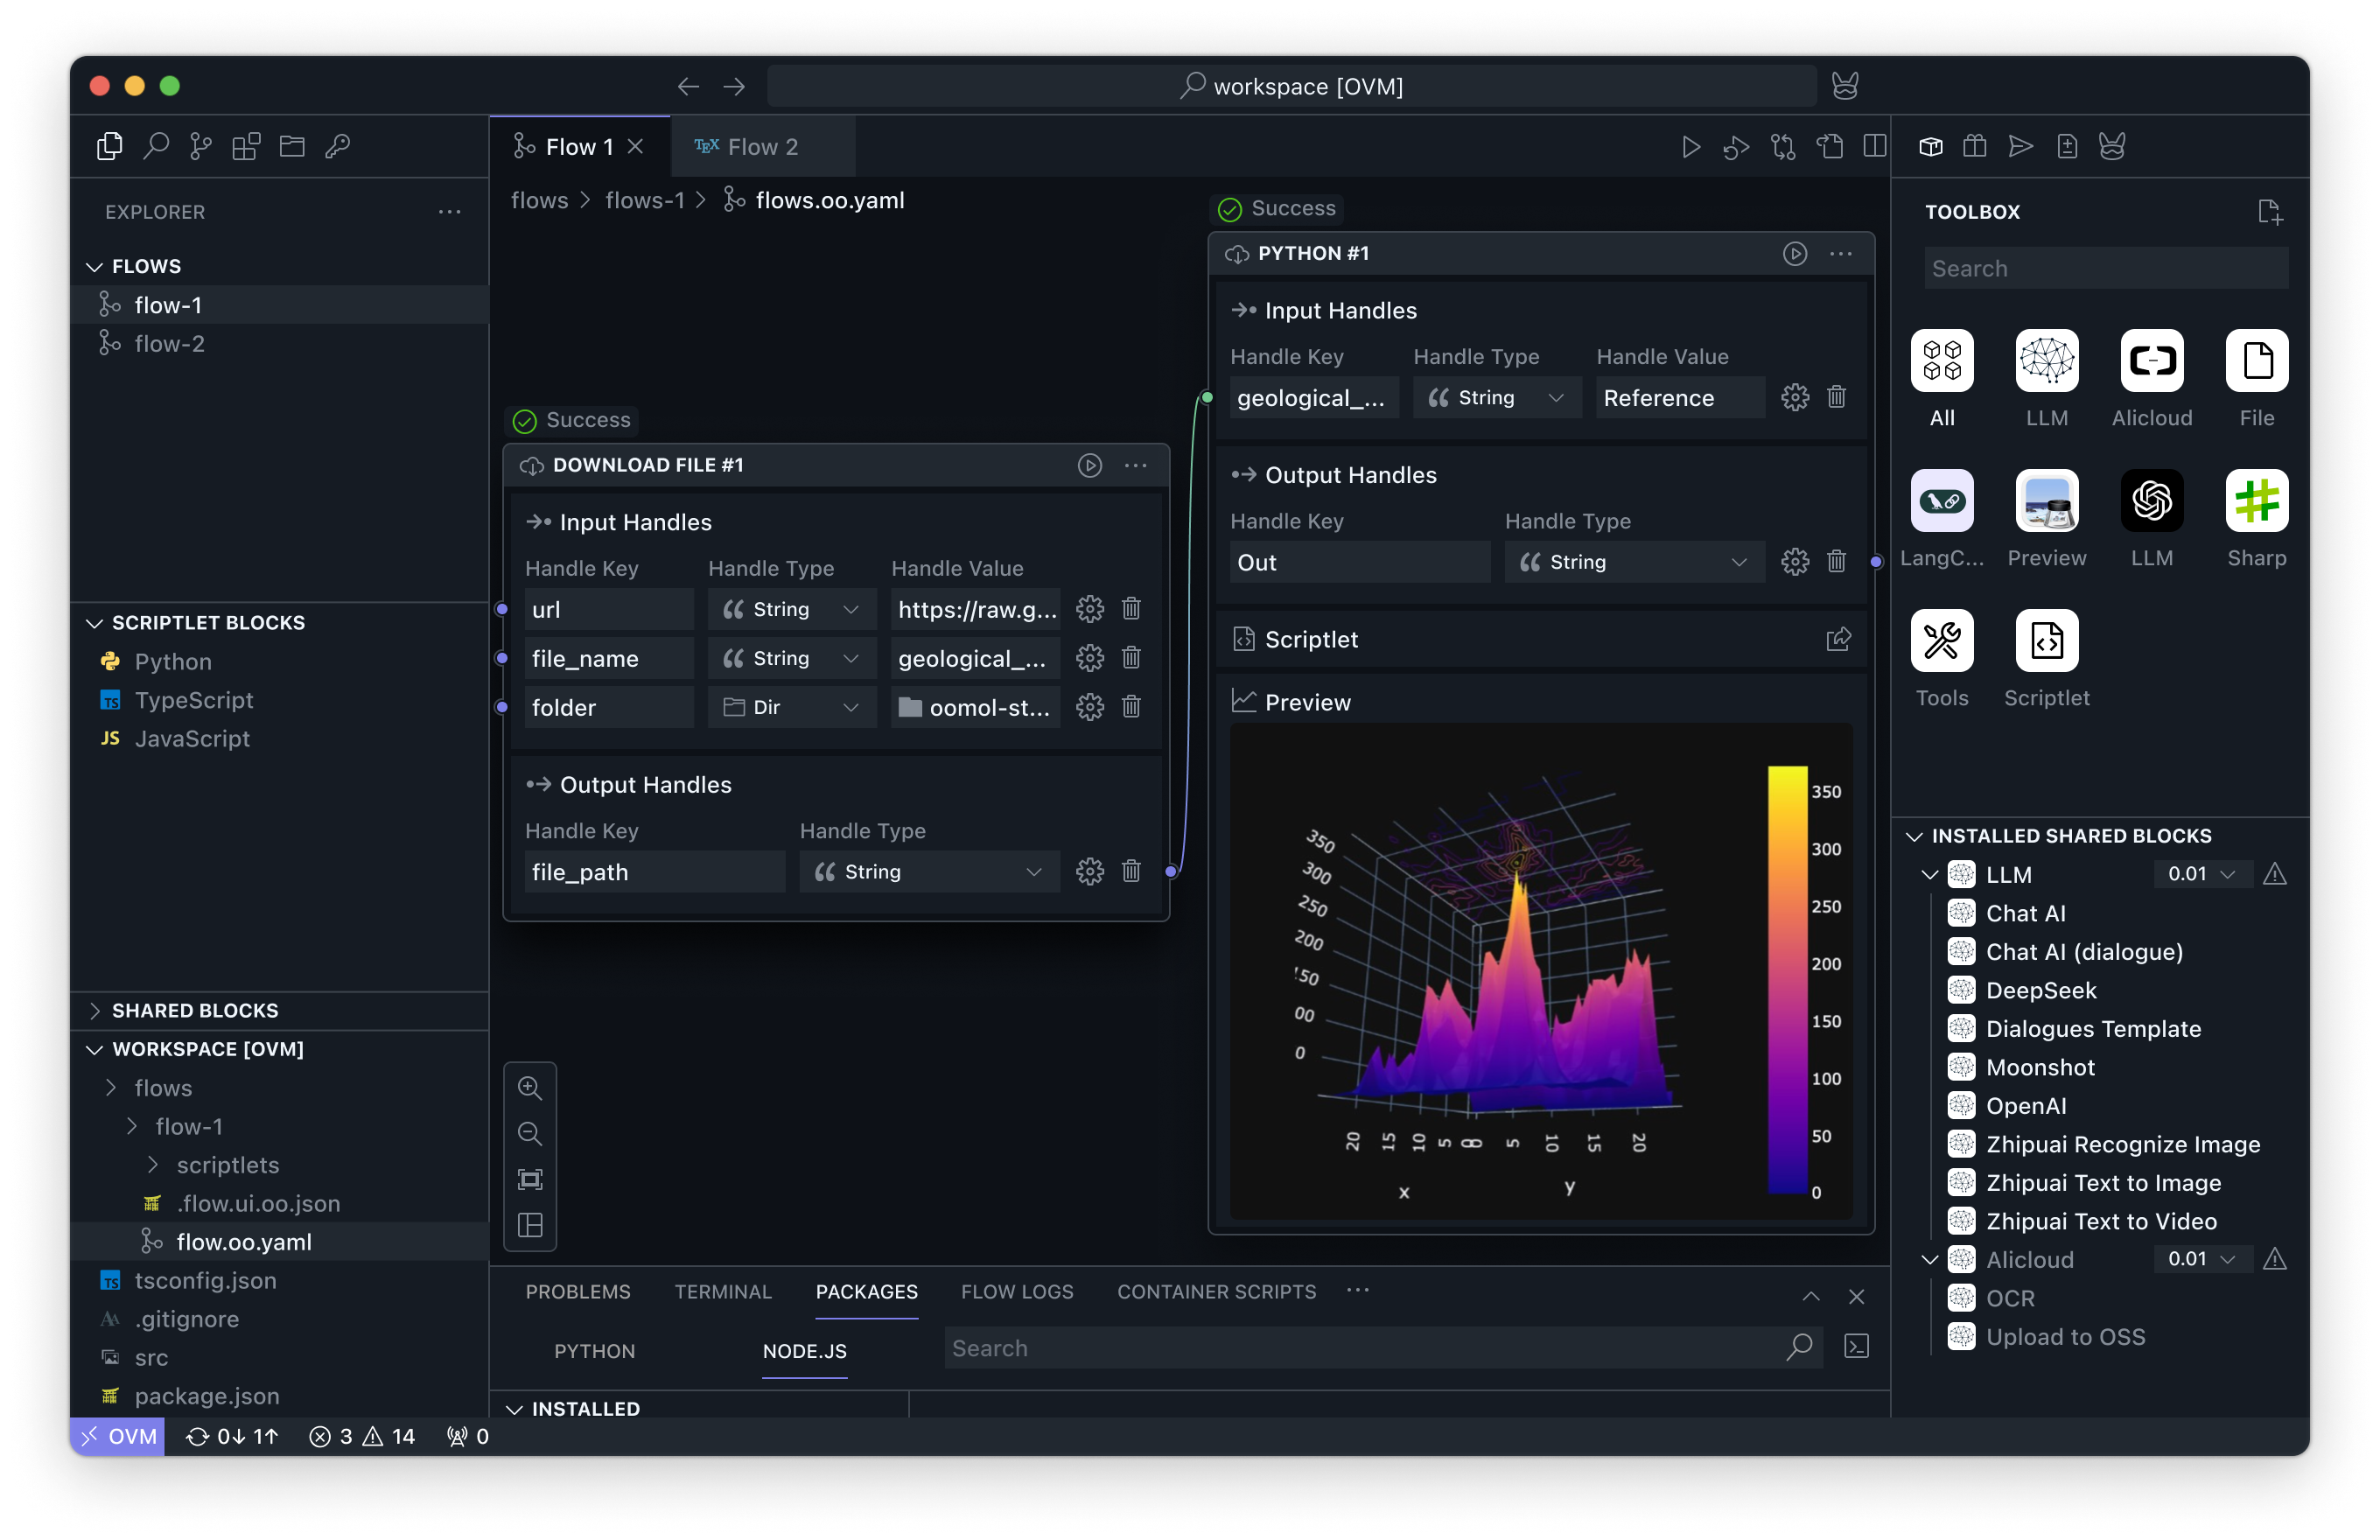 workspace [OVM]
EXPLORER
FLOWS
flow-1
flow-2
SCRIPTLET BLOCKS
Python
TS TypeScript
JS JavaScript
SHARED BLOCKS
WORKSPACE [OVM]
flows
flow-1
scriptlets
.flow.ui.oo.json
flow.oo.yaml
TS tsconfig.json
.gitignore
src
package.json
Flow 1
TEX Flow 2
flows > flows-1 > flows.oo.yaml
Success
DOWNLOAD FILE #1
Input Handles
Handle Key Handle Type Handle Value
url String https://raw.g...
file_name String geological_...
folder Dir oomol-st...
Output Handles
Handle Key Handle Type
file_path String
Success
PYTHON #1
Input Handles
Handle Key Handle Type Handle Value
geological_... String Reference
Output Handles
Handle Key Handle Type
Out String
Scriptlet
Preview
350
300
250
200
150
100
50
0
350
300
250
200
50
00
0
20 15 10 5 0 0 5 10 15 20
x y
PROBLEMS TERMINAL PACKAGES FLOW LOGS CONTAINER SCRIPTS
PYTHON NODE.JS Search
INSTALLED
TOOLBOX
Search
All LLM Alicloud File
LangC... Preview LLM Sharp
Tools Scriptlet
INSTALLED SHARED BLOCKS
LLM 0.01
Chat AI
Chat AI (dialogue)
DeepSeek
Dialogues Template
Moonshot
OpenAI
Zhipuai Recognize Image
Zhipuai Text to Image
Zhipuai Text to Video
Alicloud 0.01
OCR
Upload to OSS
OVM 0↓ 1↑ 3 14 0